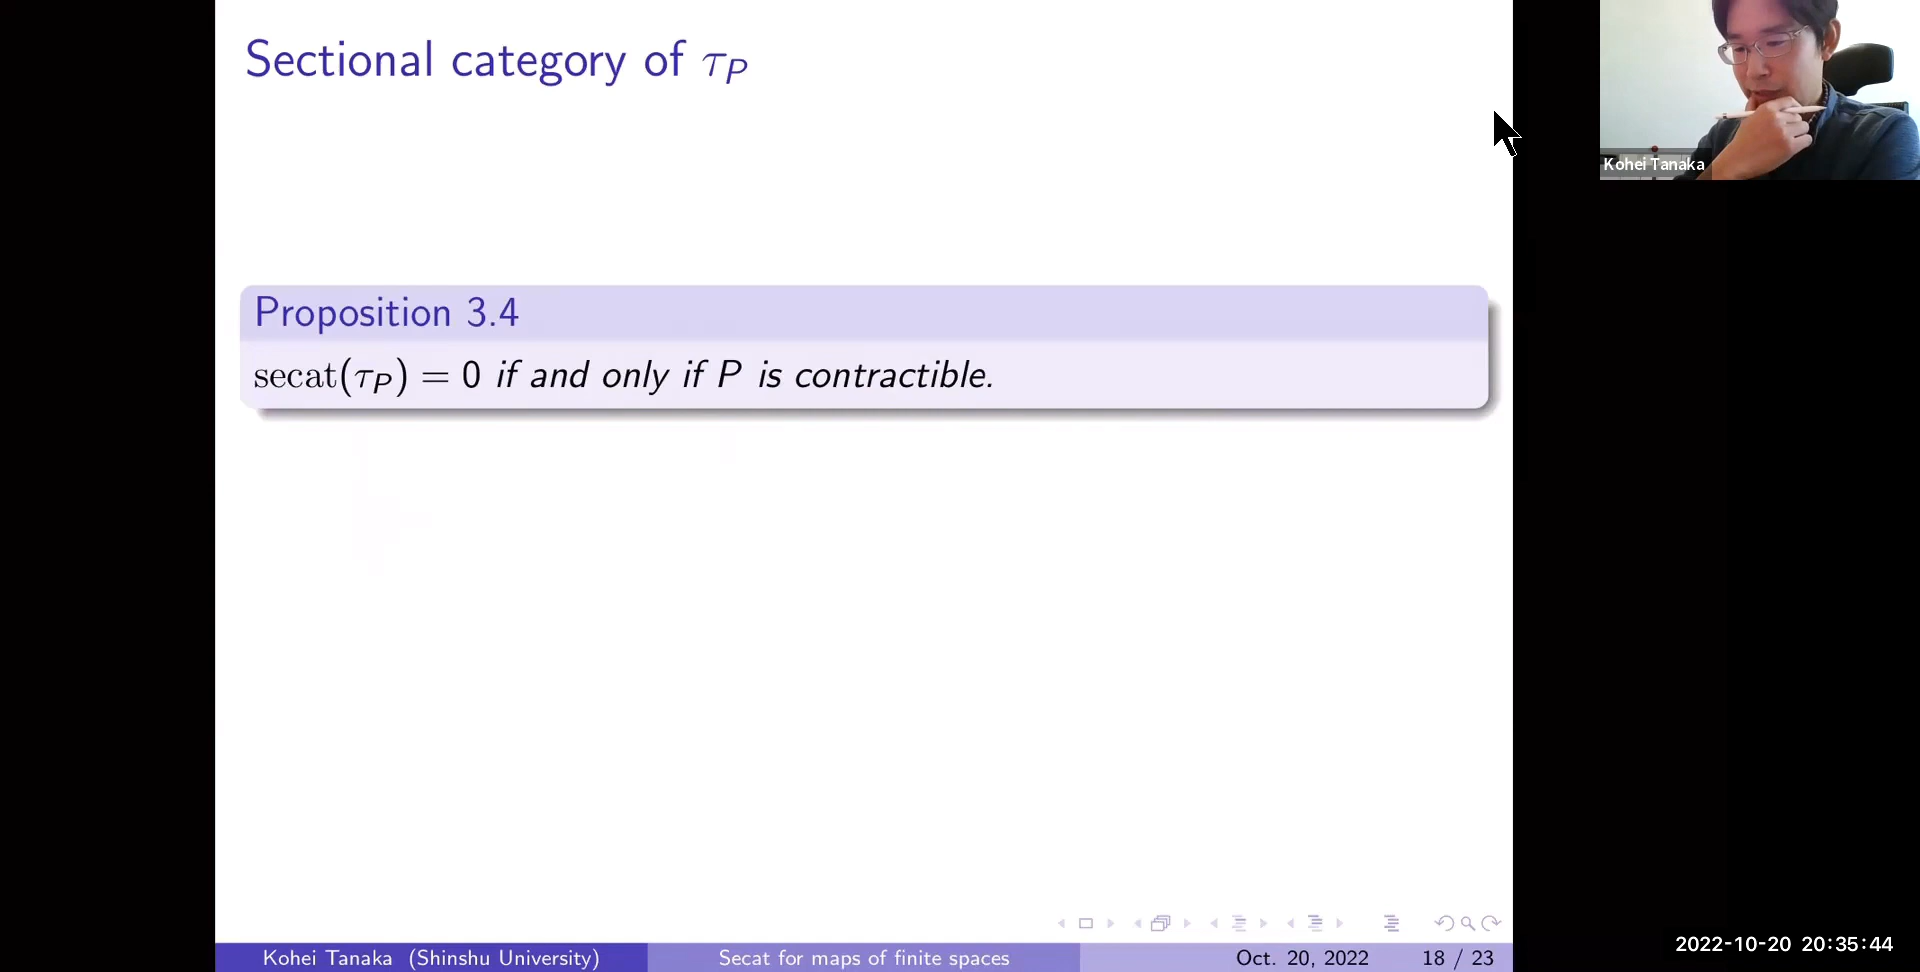 Sectional category of τ_P
Kohei Tanaka
Proposition 3.4
secat(τ_P) = 0 if and only if P is contractible.
Kohei Tanaka (Shinshu University)
Secat for maps of finite spaces
Oct. 20, 2022
18 / 23
2022-10-20 20:35:44